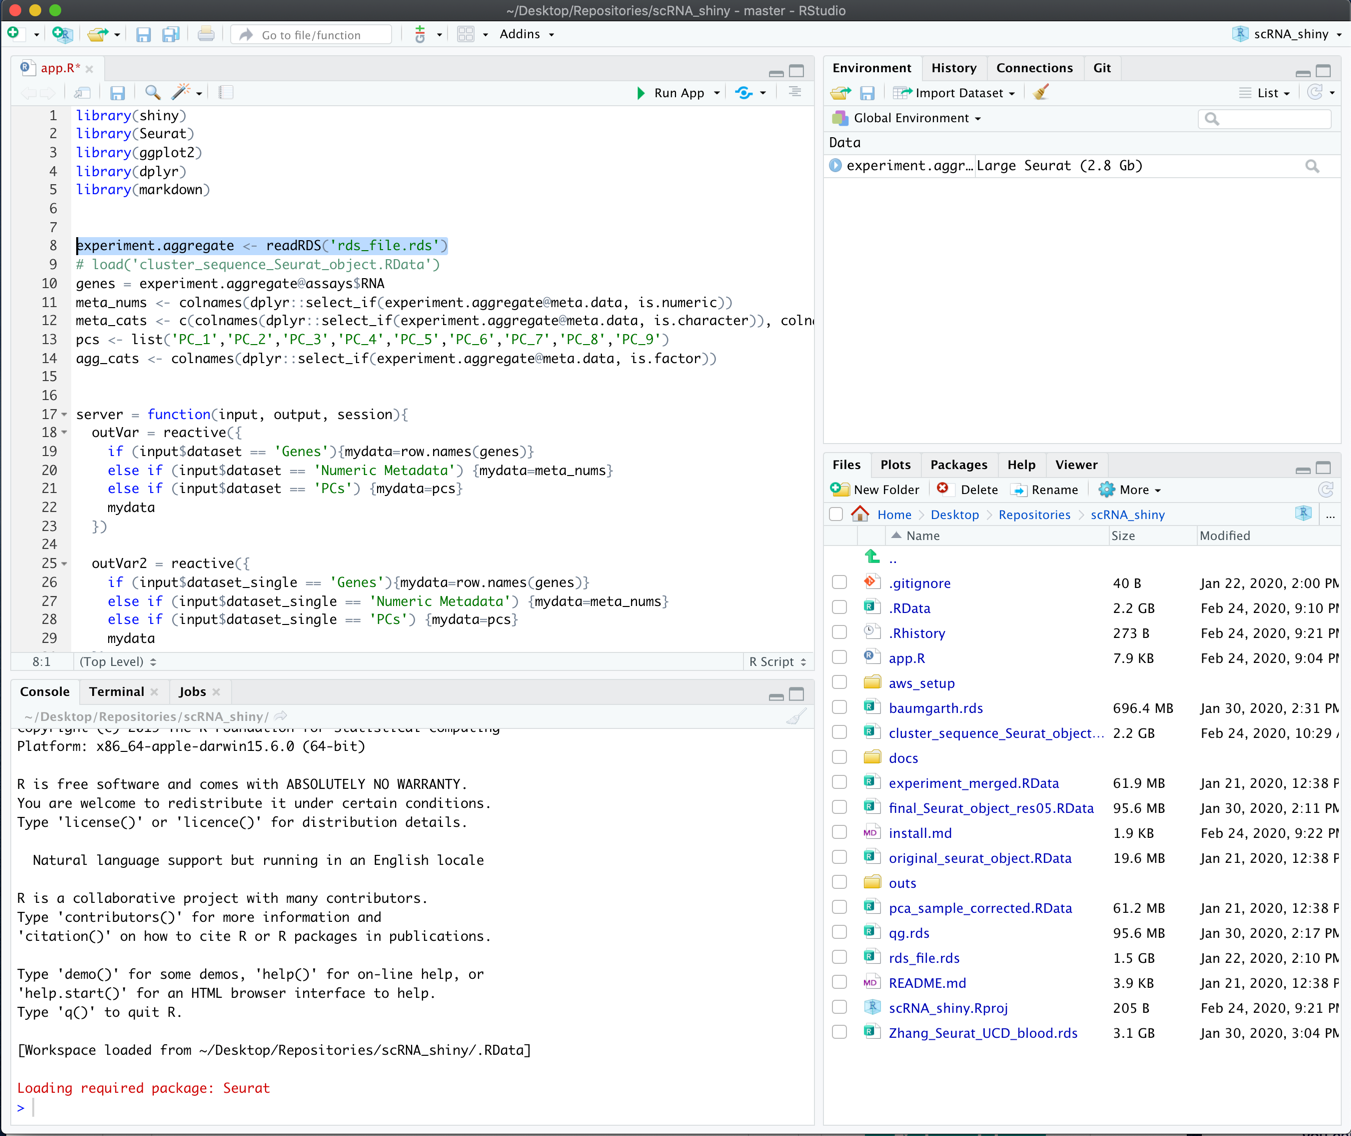 ~/Desktop/Repositories/scRNA_shiny - master - RStudio
Go to file/function
Addins
scRNA_shiny
app.R*
Run App
1 library(shiny)
2 library(Seurat)
3 library(ggplot2)
4 library(dplyr)
5 library(markdown)
6
7
8 experiment.aggregate <- readRDS('rds_file.rds')
9 # load('cluster_sequence_Seurat_object.RData')
10 genes = experiment.aggregate@assays$RNA
11 meta_nums <- colnames(dplyr::select_if(experiment.aggregate@meta.data, is.numeric))
12 meta_cats <- c(colnames(dplyr::select_if(experiment.aggregate@meta.data, is.character)), coln
13 pcs <- list('PC_1','PC_2','PC_3','PC_4','PC_5','PC_6','PC_7','PC_8','PC_9')
14 agg_cats <- colnames(dplyr::select_if(experiment.aggregate@meta.data, is.factor))
15
16
17 server = function(input, output, session){
18 outVar = reactive({
19 if (input$dataset == 'Genes'){mydata=row.names(genes)}
20 else if (input$dataset == 'Numeric Metadata') {mydata=meta_nums}
21 else if (input$dataset == 'PCs') {mydata=pcs}
22 mydata
23 })
24
25 outVar2 = reactive({
26 if (input$dataset_single == 'Genes'){mydata=row.names(genes)}
27 else if (input$dataset_single == 'Numeric Metadata') {mydata=meta_nums}
28 else if (input$dataset_single == 'PCs') {mydata=pcs}
29 mydata
8:1 (Top Level) R Script
Console Terminal Jobs
~/Desktop/Repositories/scRNA_shiny/
Copyright (C) 2019 The R Foundation for Statistical Computing
Platform: x86_64-apple-darwin15.6.0 (64-bit)
R is free software and comes with ABSOLUTELY NO WARRANTY.
You are welcome to redistribute it under certain conditions.
Type 'license()' or 'licence()' for distribution details.
Natural language support but running in an English locale
R is a collaborative project with many contributors.
Type 'contributors()' for more information and
'citation()' on how to cite R or R packages in publications.
Type 'demo()' for some demos, 'help()' for on-line help, or
'help.start()' for an HTML browser interface to help.
Type 'q()' to quit R.
[Workspace loaded from ~/Desktop/Repositories/scRNA_shiny/.RData]
Loading required package: Seurat
>
Environment History Connections Git
Import Dataset List
Global Environment
Data
experiment.aggr… Large Seurat (2.8 Gb)
Files Plots Packages Help Viewer
New Folder Delete Rename More
Home Desktop Repositories scRNA_shiny ...
Name Size Modified
..
.gitignore 40 B Jan 22, 2020, 2:00 PM
.RData 2.2 GB Feb 24, 2020, 9:10 PM
.Rhistory 273 B Feb 24, 2020, 9:21 PM
app.R 7.9 KB Feb 24, 2020, 9:04 PM
aws_setup
baumgarth.rds 696.4 MB Jan 30, 2020, 2:31 PM
cluster_sequence_Seurat_object... 2.2 GB Feb 24, 2020, 10:29 A
docs
experiment_merged.RData 61.9 MB Jan 21, 2020, 12:38 P
final_Seurat_object_res05.RData 95.6 MB Jan 30, 2020, 2:11 PM
install.md 1.9 KB Feb 24, 2020, 9:22 PM
original_seurat_object.RData 19.6 MB Jan 21, 2020, 12:38 P
outs
pca_sample_corrected.RData 61.2 MB Jan 21, 2020, 12:38 P
qg.rds 95.6 MB Jan 30, 2020, 2:17 PM
rds_file.rds 1.5 GB Jan 22, 2020, 2:10 PM
README.md 3.9 KB Jan 21, 2020, 12:38 P
scRNA_shiny.Rproj 205 B Feb 24, 2020, 9:21 PM
Zhang_Seurat_UCD_blood.rds 3.1 GB Jan 30, 2020, 3:04 PM